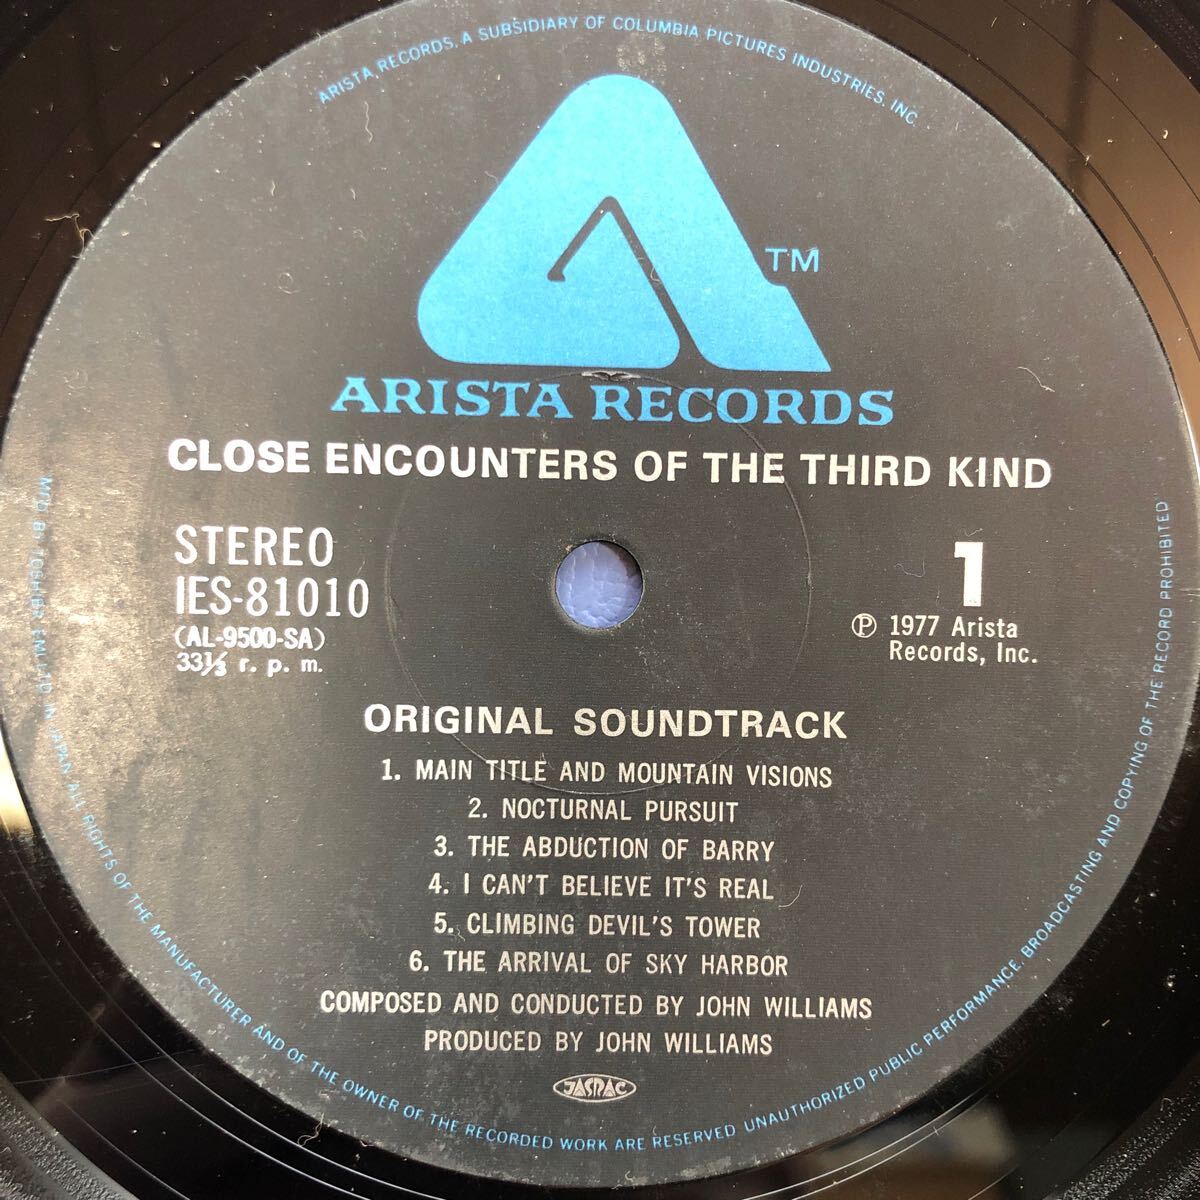 ARISTA RECORDS, A SUBSIDIARY OF COLUMBIA PICTURES INDUSTRIES, INC.
TM
ARISTA RECORDS
CLOSE ENCOUNTERS OF THE THIRD KIND
STEREO
IES-81010
(AL-9500-SA)
33⅓ r. p. m.
1
Ⓟ 1977 Arista
Records, Inc.
ORIGINAL SOUNDTRACK
1. MAIN TITLE AND MOUNTAIN VISIONS
2. NOCTURNAL PURSUIT
3. THE ABDUCTION OF BARRY
4. I CAN'T BELIEVE IT'S REAL
5. CLIMBING DEVIL'S TOWER
6. THE ARRIVAL OF SKY HARBOR
COMPOSED AND CONDUCTED BY JOHN WILLIAMS
PRODUCED BY JOHN WILLIAMS
JASRAC
MF'D BY TOSHIBA EMI LTD IN JAPAN ALL RIGHTS OF THE MANUFACTURER AND OF THE OWNER OF THE RECORDED WORK ARE RESERVED UNAUTHORIZED PUBLIC PERFORMANCE, BROADCASTING AND COPYING OF THE RECORD PROHIBITED